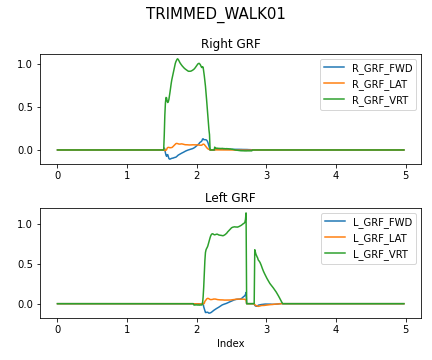 TRIMMED_WALK01
Right GRF
1.0
0.5
0.0
R_GRF_FWD
R_GRF_LAT
R_GRF_VRT
0 1 2 3 4 5
Left GRF
1.0
0.5
0.0
L_GRF_FWD
L_GRF_LAT
L_GRF_VRT
0 1 2 3 4 5
Index